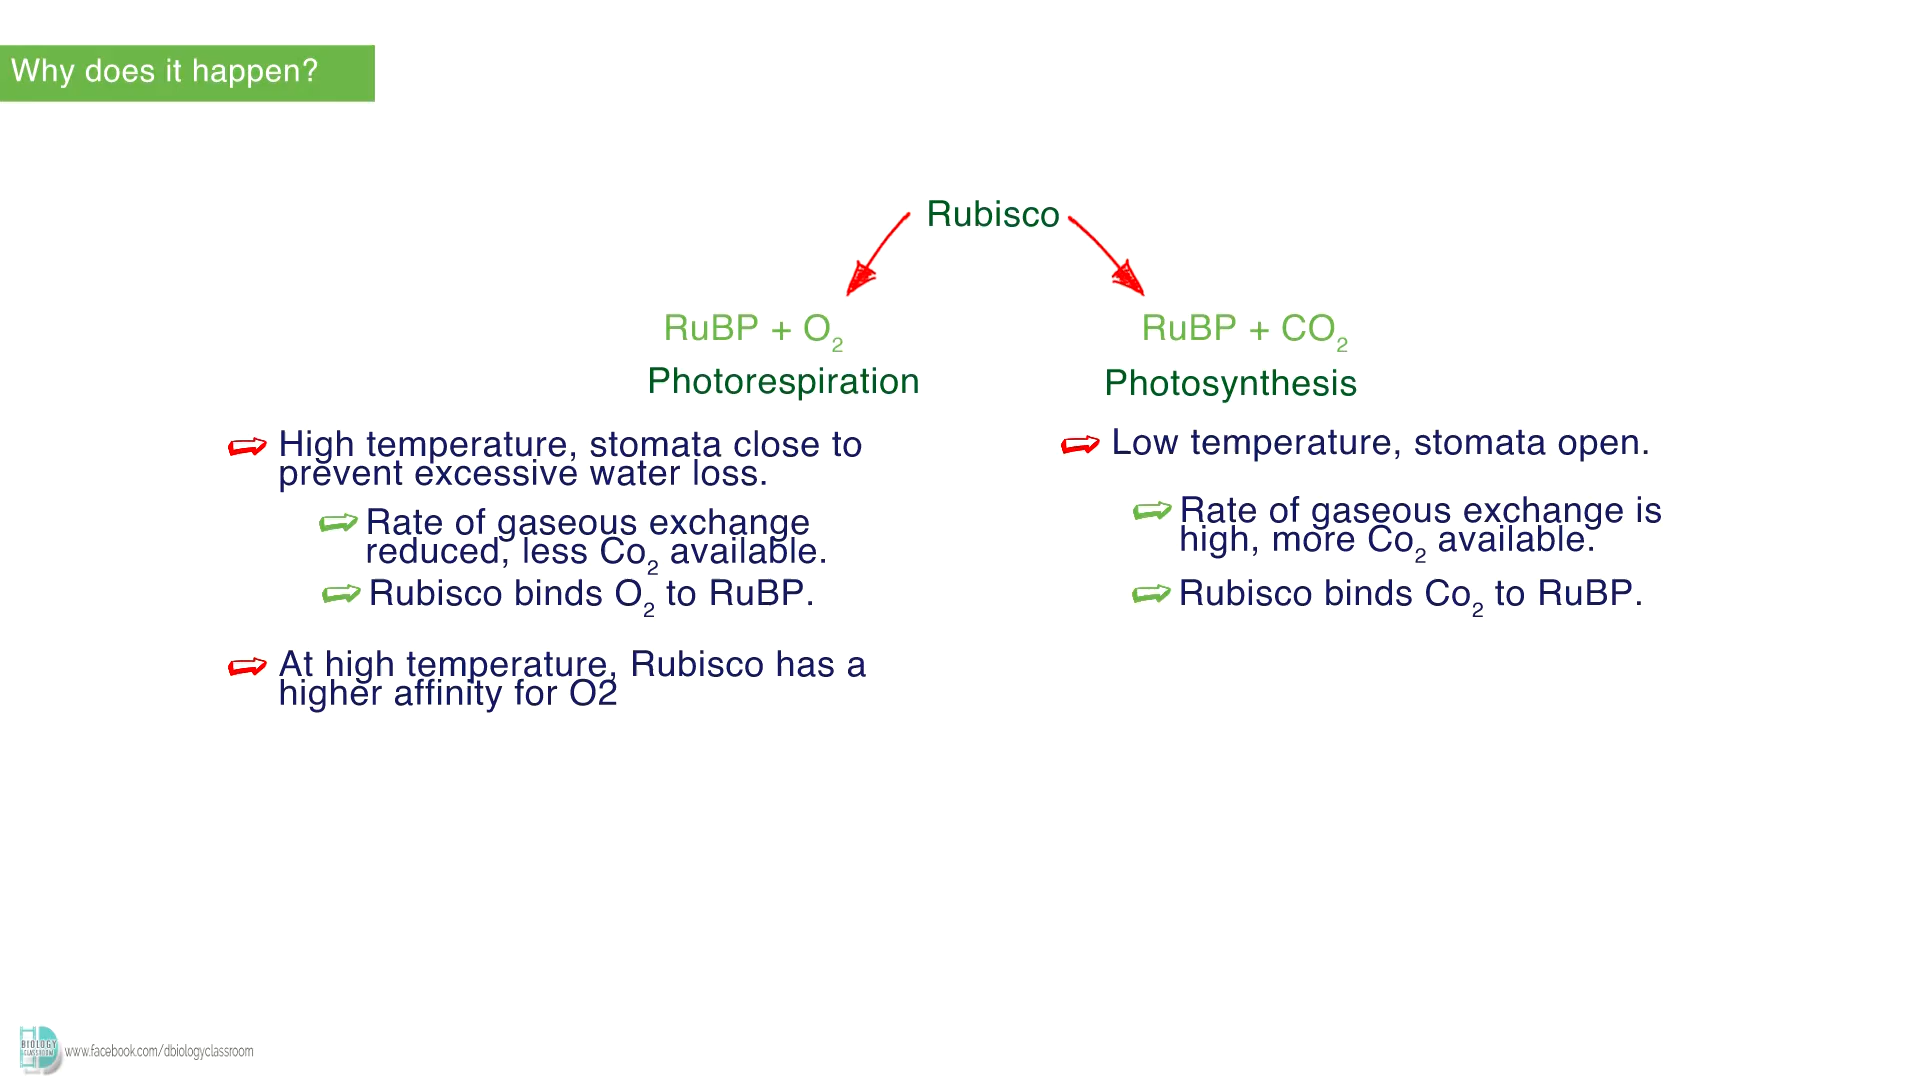 Why does it happen?
Rubisco
RuBP + O₂
Photorespiration
High temperature, stomata close to
prevent excessive water loss.
Rate of gaseous exchange
reduced, less Co₂ available.
Rubisco binds O₂ to RuBP.
At high temperature, Rubisco has a
higher affinity for O2
RuBP + CO₂
Photosynthesis
Low temperature, stomata open.
Rate of gaseous exchange is
high, more Co₂ available.
Rubisco binds Co₂ to RuBP.
BIOLOGY
CLASSROOM
www.facebook.com/dbiologyclassroom